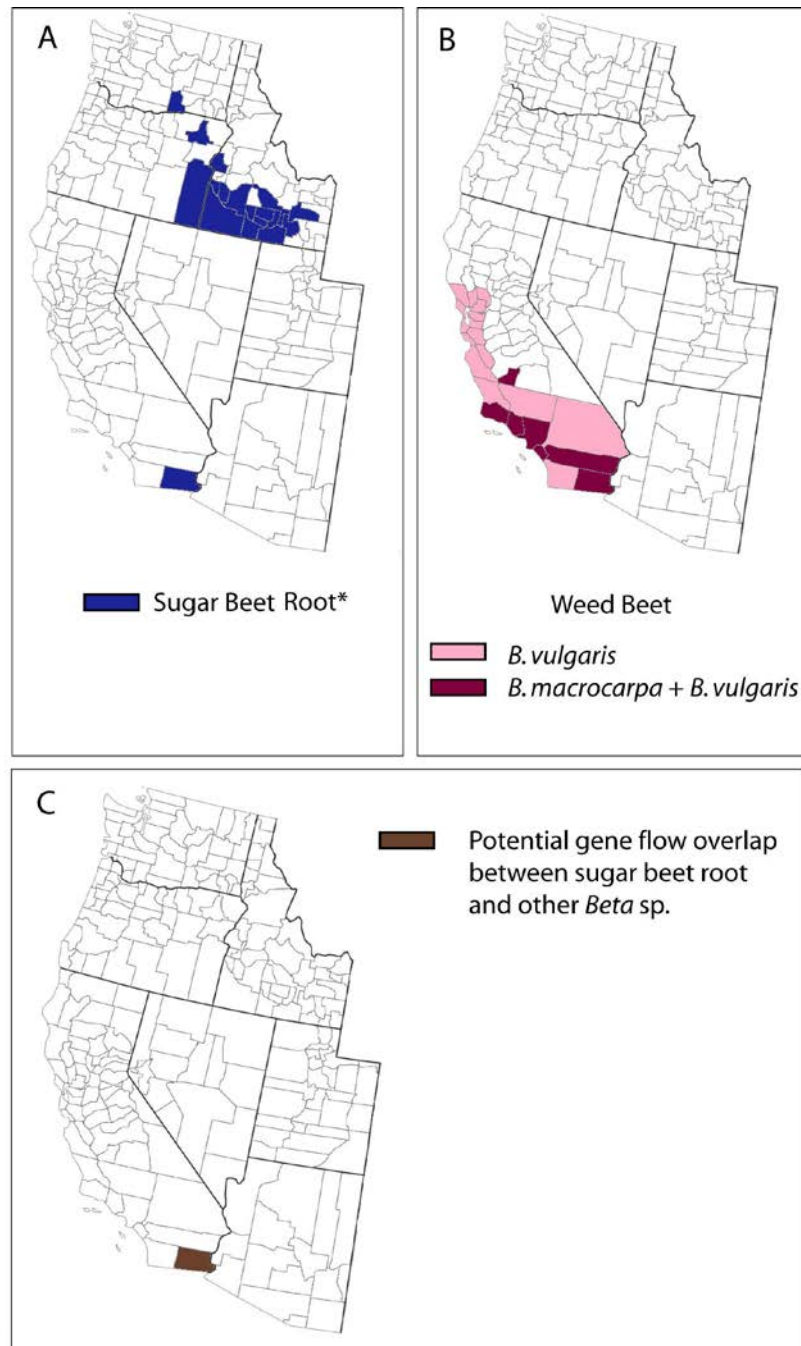 A
Sugar Beet Root*
B
Weed Beet
B. vulgaris
B. macrocarpa + B. vulgaris
C
Potential gene flow overlap
between sugar beet root
and other Beta sp.